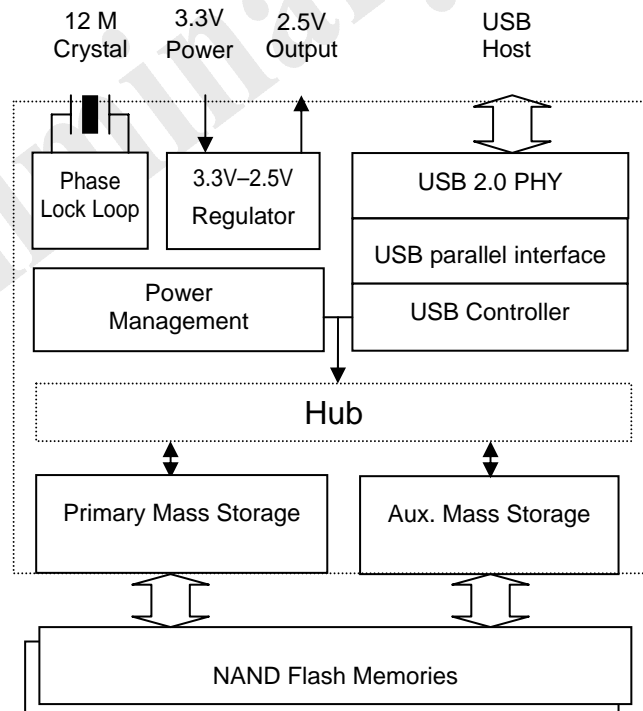 12 M
Crystal
3.3V
Power
2.5V
Output
USB
Host
Phase
Lock Loop
3.3V–2.5V
Regulator
USB 2.0 PHY
USB parallel interface
USB Controller
Power
Management
Hub
Primary Mass Storage
Aux. Mass Storage
NAND Flash Memories